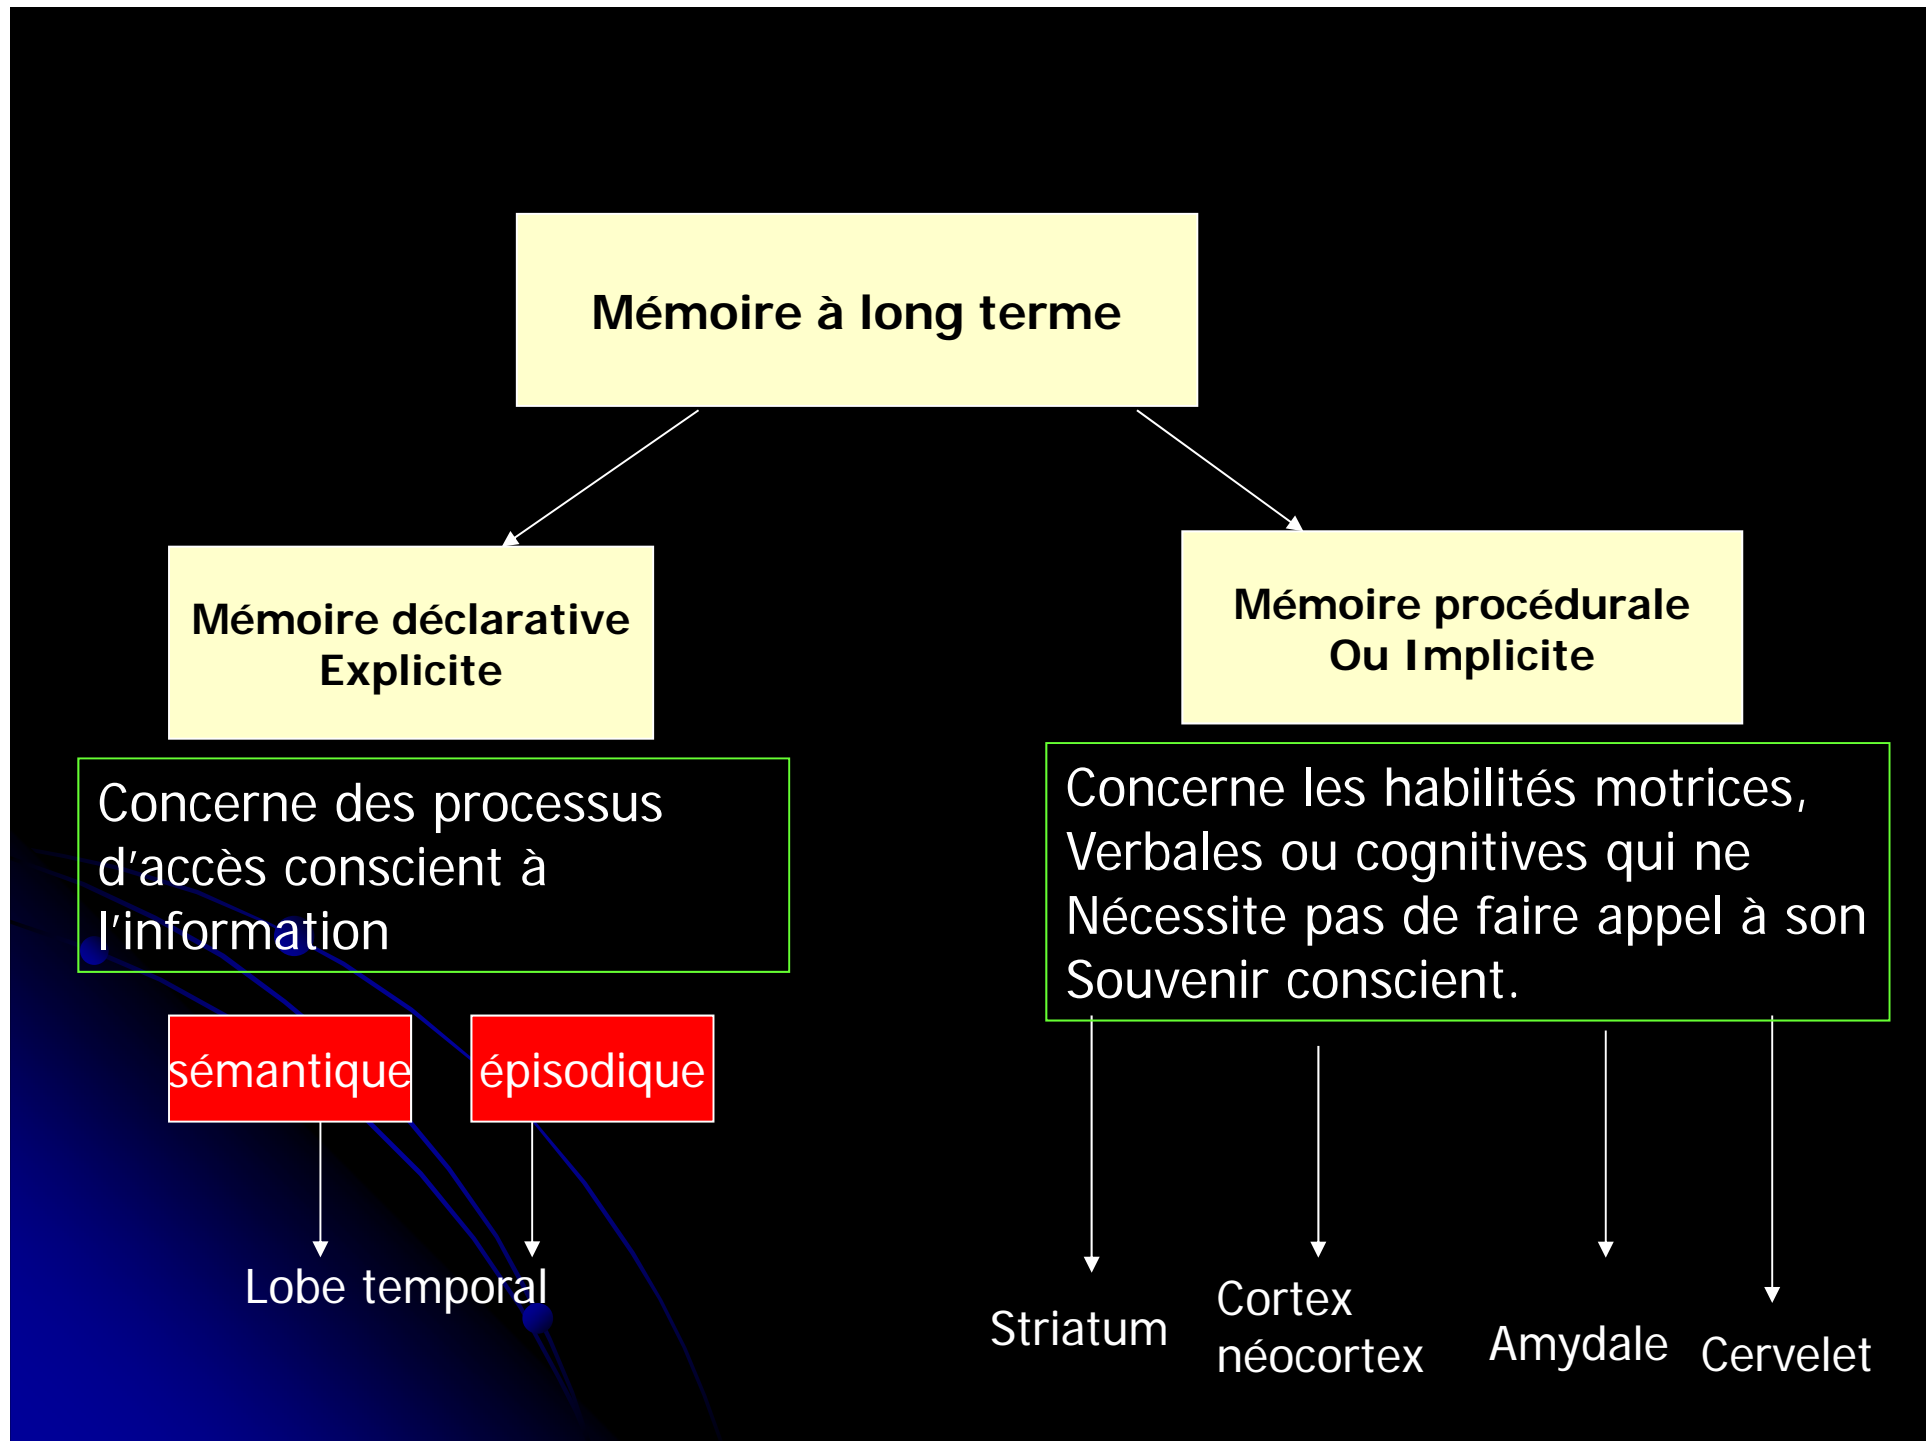 Mémoire à long terme
Mémoire déclarative
Explicite
Concerne des processus
d'accès conscient à
l'information
sémantique
épisodique
Lobe temporal
Mémoire procédurale
Ou Implicite
Concerne les habilités motrices,
Verbales ou cognitives qui ne
Nécessite pas de faire appel à son
Souvenir conscient.
Striatum
Cortex
néocortex
Amydale
Cervelet